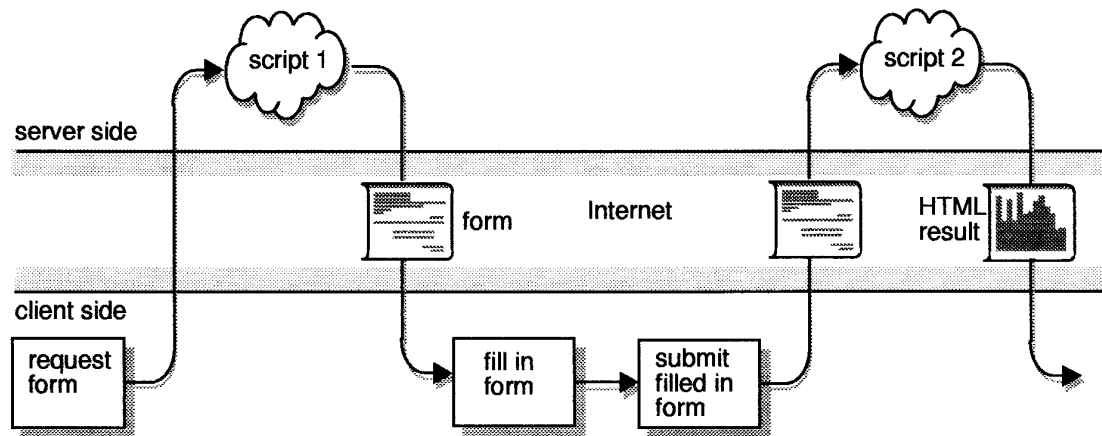 script 1
script 2
server side
form
Internet
HTML
result
client side
request
form
fill in
form
submit
filled in
form